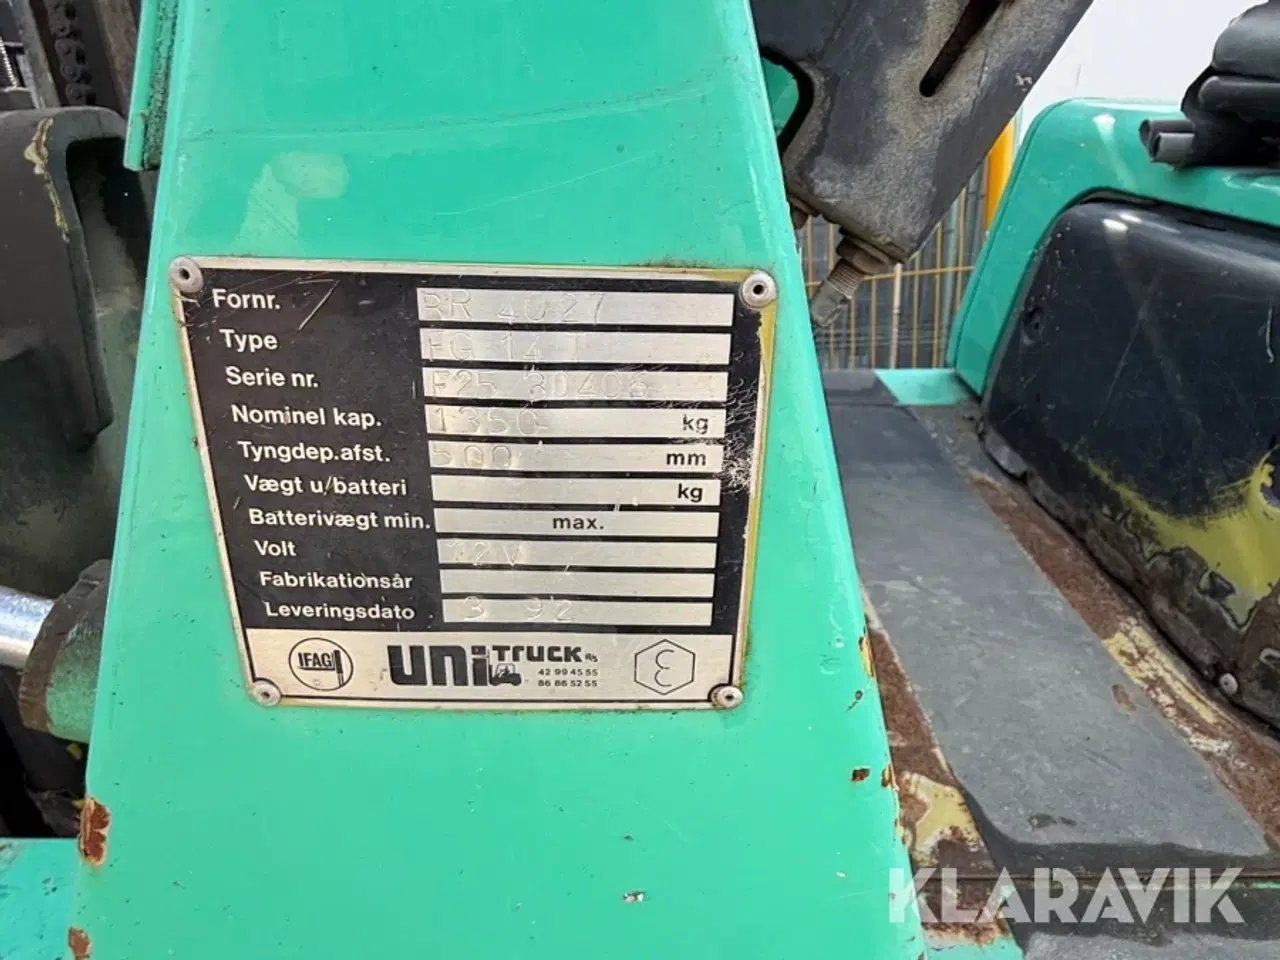 Fornr. RR 4027
Type FG 14
Serie nr. F25 30406
Nominel kap. 1350 kg
Tyngdep.afst. 500 mm
Vægt u/batteri kg
Batterivægt min. max.
Volt 12V
Fabrikationsår
Leveringsdato 3 92
IFAG
UNI TRUCK A/S
42 99 45 55
86 86 52 55
KLARAVIK